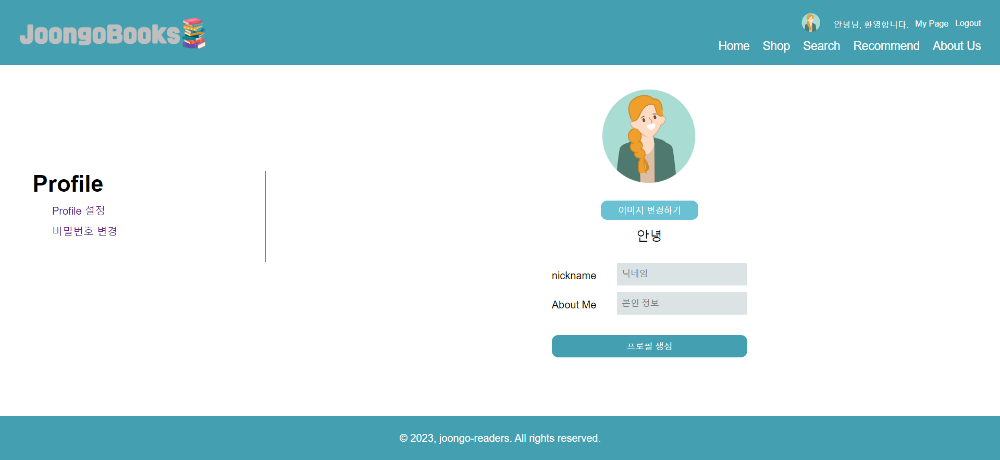 JoongoBooks
안녕님, 환영합니다. My Page Logout
Home Shop Search Recommend About Us
Profile
Profile 설정
비밀번호 변경
이미지 변경하기
안녕
nickname 닉네임
About Me 본인 정보
프로필 생성
© 2023, joongo-readers. All rights reserved.